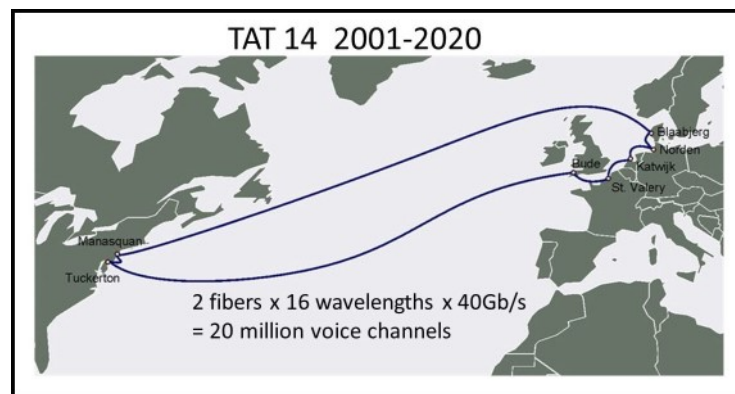 TAT 14 2001-2020
Blaabjerg
Norden
Bude
Katwijk
St. Valery
Manasquan
Tuckerton
2 fibers x 16 wavelengths x 40Gb/s
= 20 million voice channels